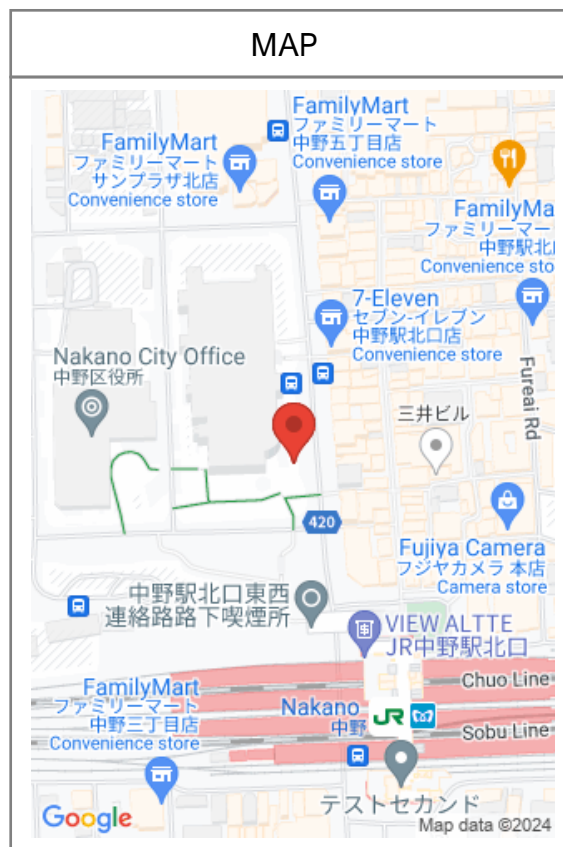 MAP
FamilyMart
ファミリーマート
中野五丁目店
Convenience store
FamilyMart
ファミリーマート
サンプラザ北店
Convenience store
FamilyMa
ファミリーマー
中野駅北
Convenience sto
7-Eleven
セブン-イレブン
中野駅北口店
Convenience store
Nakano City Office
中野区役所
Fureai Rd
三井ビル
420
Fujiya Camera
フジヤカメラ 本店
Camera store
中野駅北口東西
連絡路路下喫煙所
VIEW ALTTE
JR中野駅北口
Chuo Line
FamilyMart
ファミリーマート
中野三丁目店
Convenience store
Nakano
中野
JR
Sobu Line
テストセカンド
Google
Map data ©2024